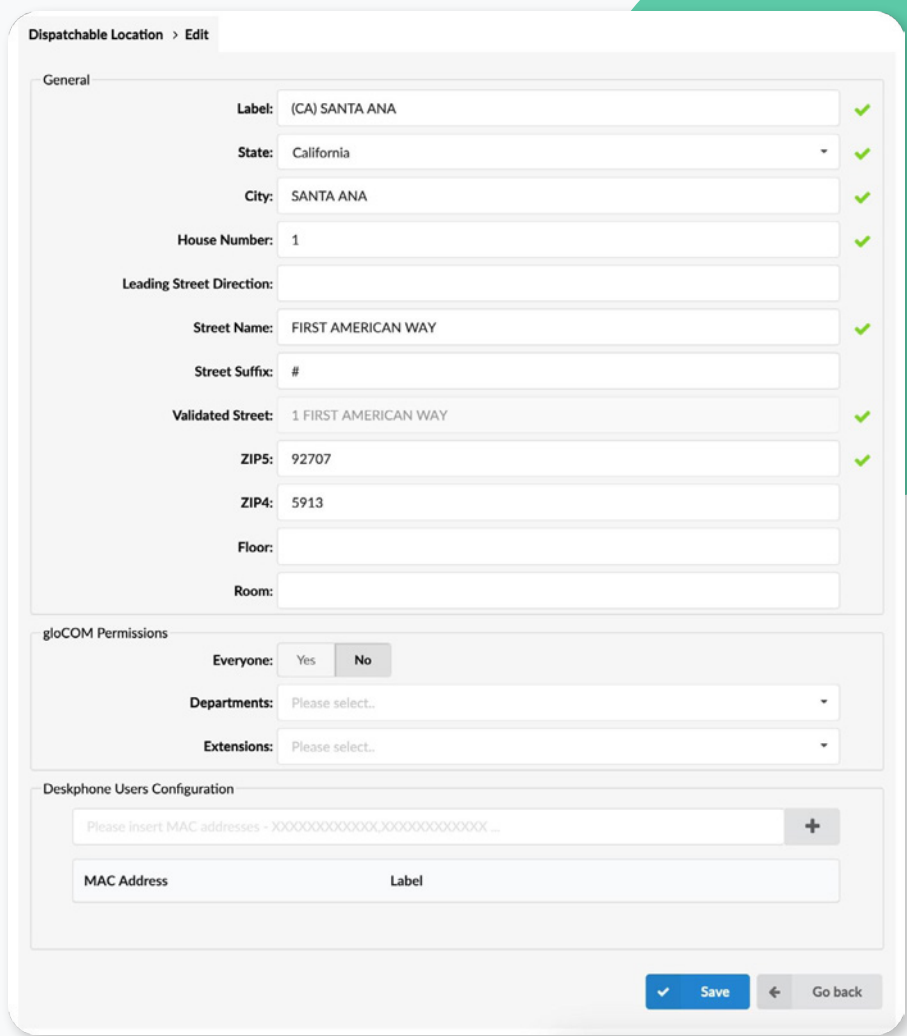 Dispatchable Location > Edit
General
Label: (CA) SANTA ANA
State: California
City: SANTA ANA
House Number: 1
Leading Street Direction:
Street Name: FIRST AMERICAN WAY
Street Suffix: #
Validated Street: 1 FIRST AMERICAN WAY
ZIP5: 92707
ZIP4: 5913
Floor:
Room:
gloCOM Permissions
Everyone: Yes No
Departments: Please select..
Extensions: Please select..
Deskphone Users Configuration
Please insert MAC addresses - XXXXXXXXXXXX,XXXXXXXXXXXX ...
MAC Address Label
Save Go back